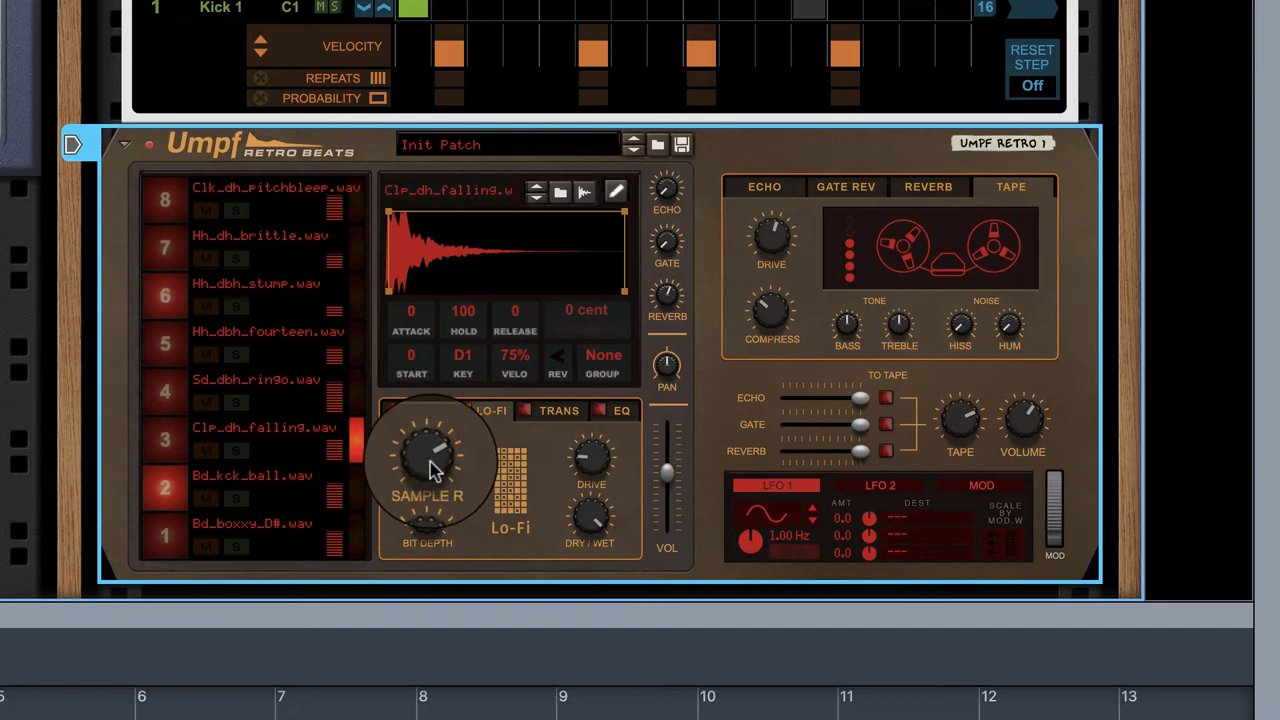 1 Kick 1 C1 M S 16
VELOCITY
REPEATS
PROBABILITY
RESET
STEP
Off
Umpf RETRO BEATS
Init Patch
UMPF RETRO 1
8 Clk_dh_pitchbleep.wav
M S
7 Hh_dh_brittle.wav
M S
6 Hh_dh_stump.wav
M S
5 Hh_dh_fourteen.wav
M S
4 Sd_dbh_ringo.wav
M S
3 Clp_dh_falling.wav
M S
2 Bd_kck_ball.wav
M S
1 Bd_boxxy_D#.wav
M S
Clp_dh_falling.w
0 100 0 0 cent
ATTACK HOLD RELEASE
0 D1 75% < None
START KEY VELO REV GROUP
LO-FI TRANS EQ
SAMPLE R
BIT DEPTH
Lo-Fi
DRIVE
DRY/WET
ECHO
GATE
REVERB
PAN
VOL
ECHO GATE REV REVERB TAPE
DRIVE
COMPRESS
TONE NOISE
BASS TREBLE HISS HUM
TO TAPE
ECHO
GATE
REVERB
TAPE VOLUME
LFO 1 LFO 2 MOD
AMT DEST
1.00 Hz
0.0 ---
0.0 ---
0.0 ---
SCALE
BY
MOD.W
MOD
6 7 8 9 10 11 12 13